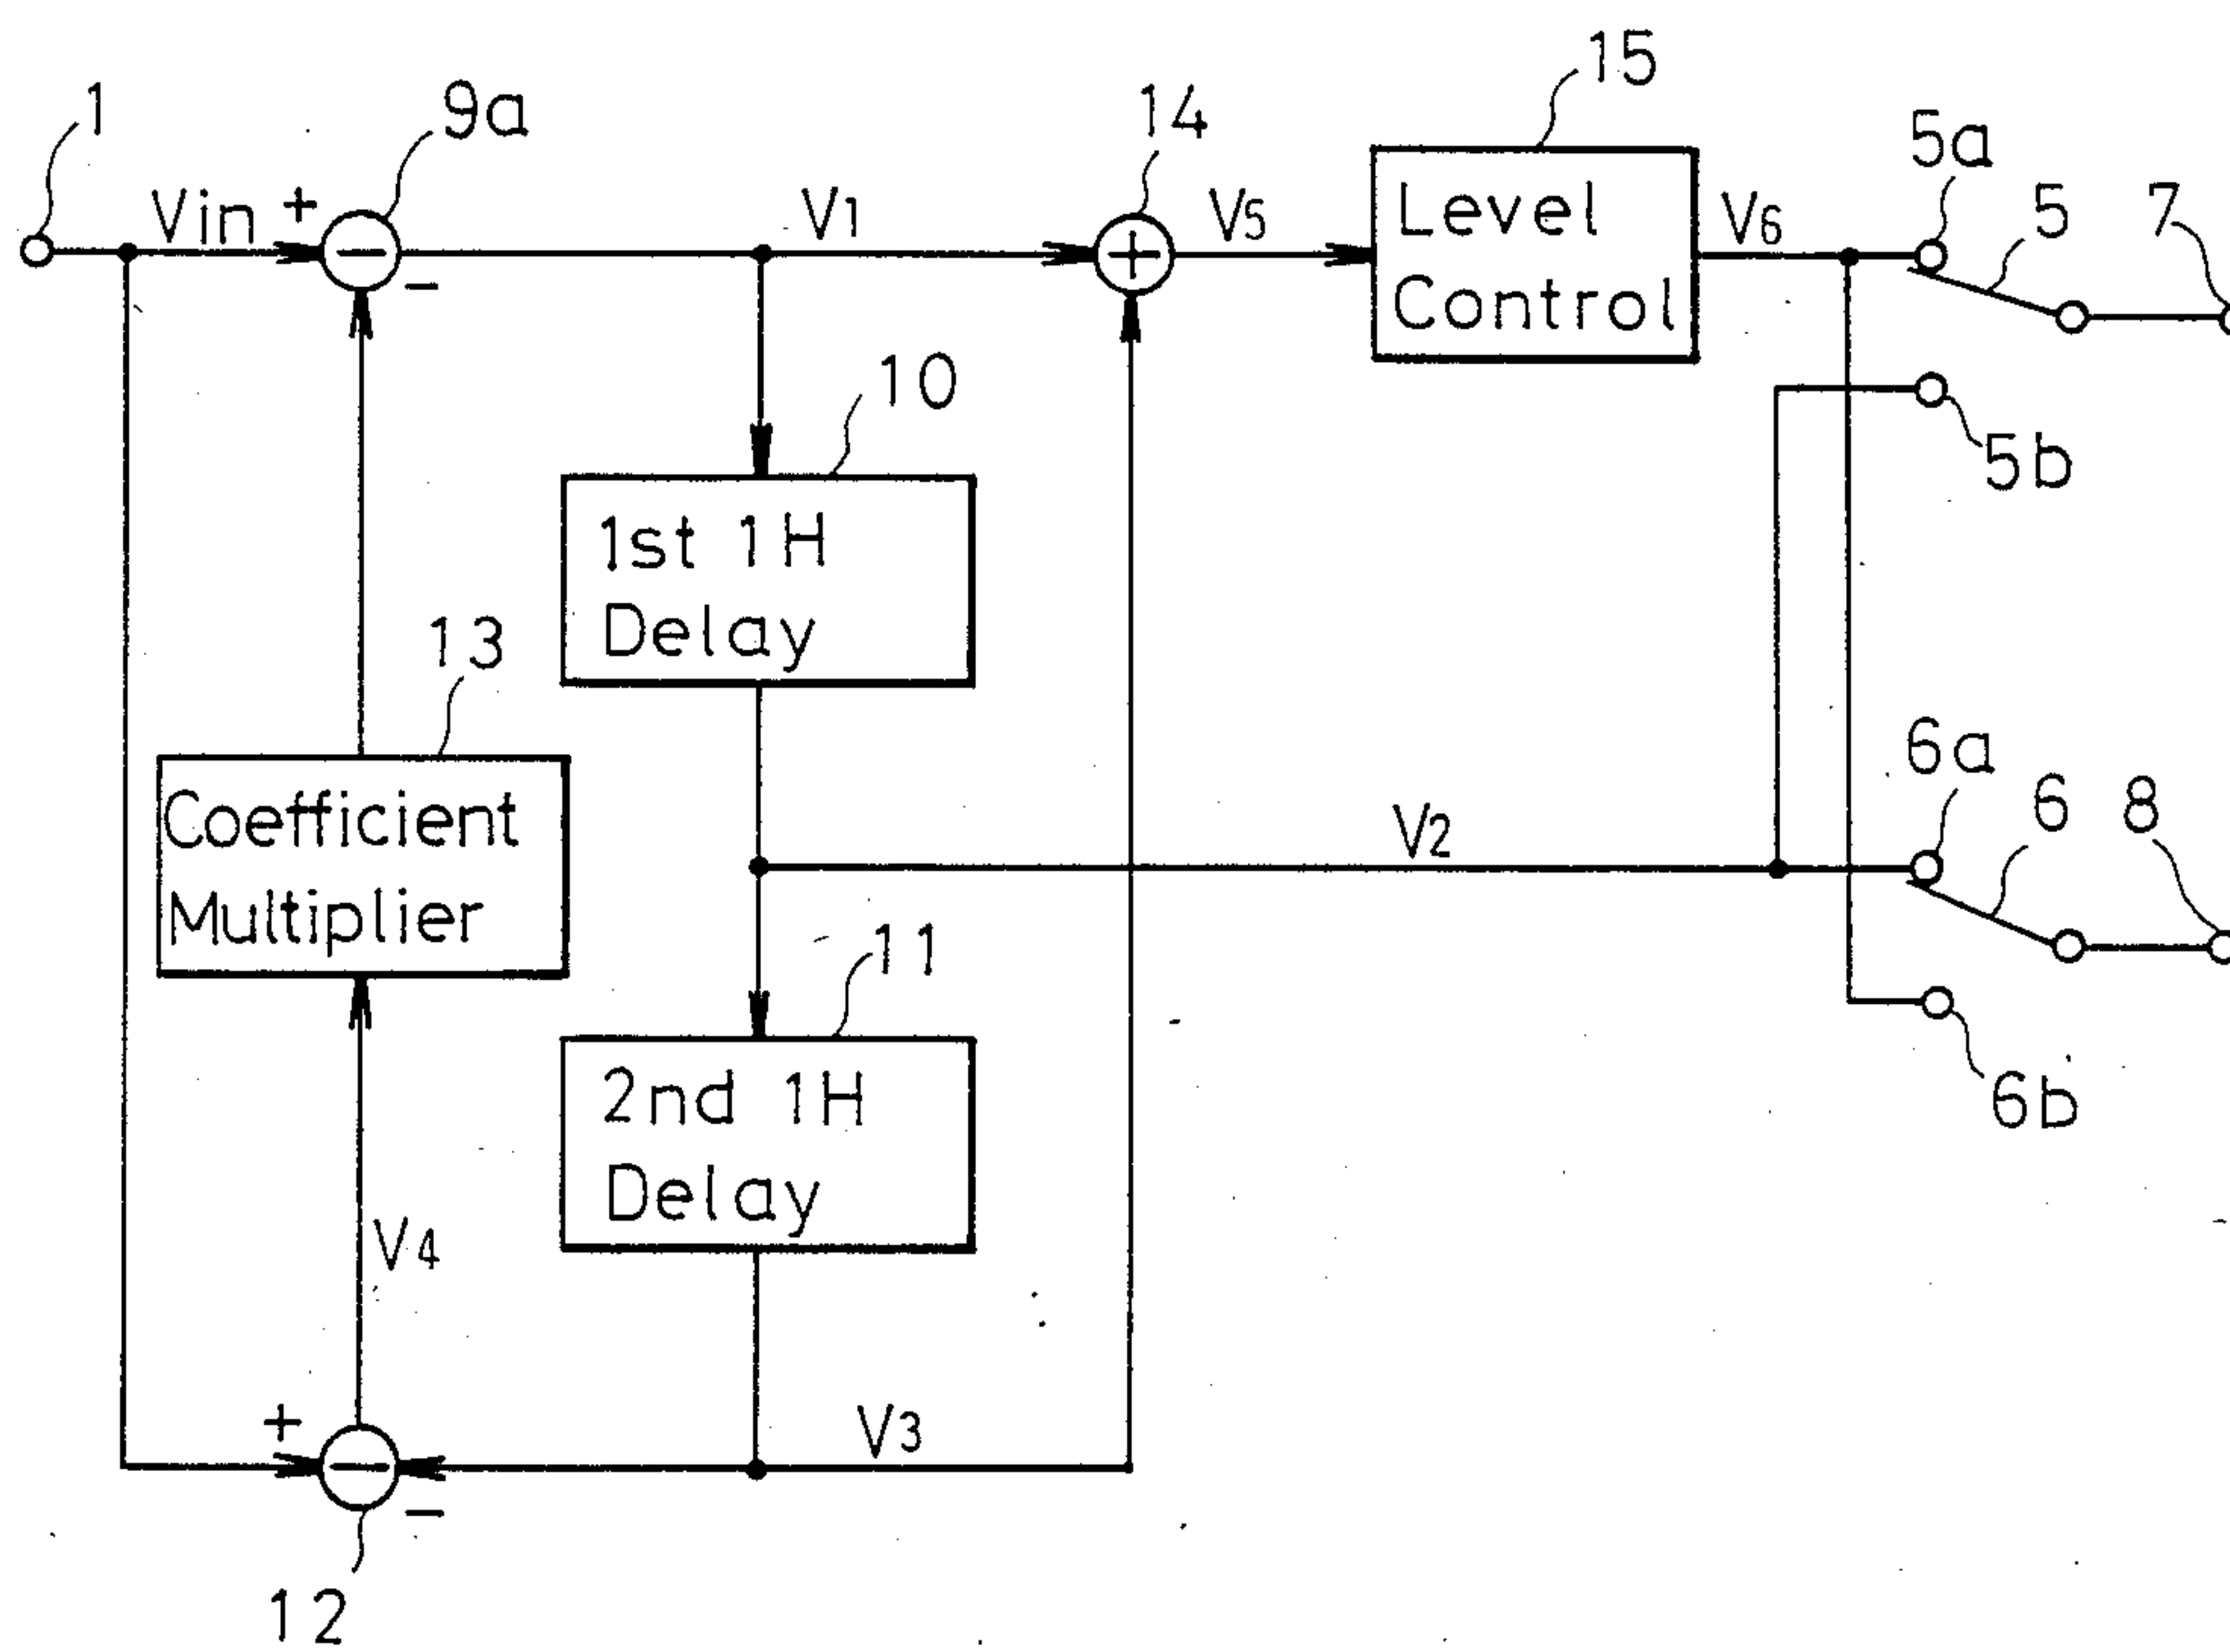 15
1
9a
14
5a
Vin
+
V1
V5
Level
Control
V6
5
7
−
10
5b
1st 1H
Delay
13
Coefficient
Multiplier
V2
6a
6
8
11
2nd 1H
Delay
6b
V4
+
V3
−
12